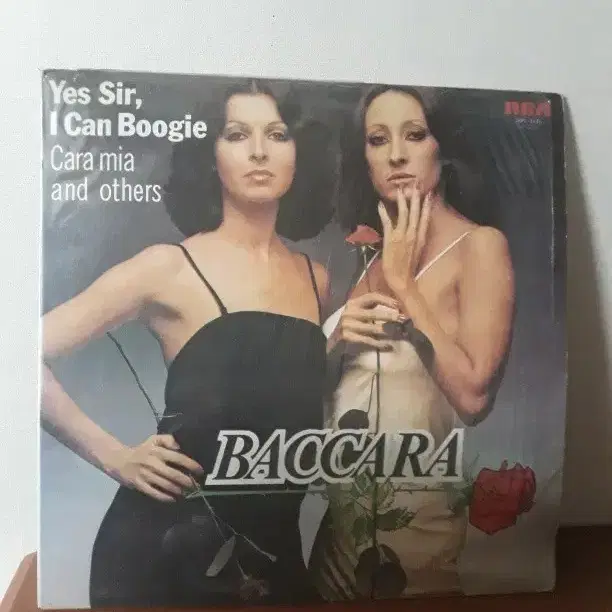 Yes Sir,
I Can Boogie
Cara mia
and others
RCA
BACCARA